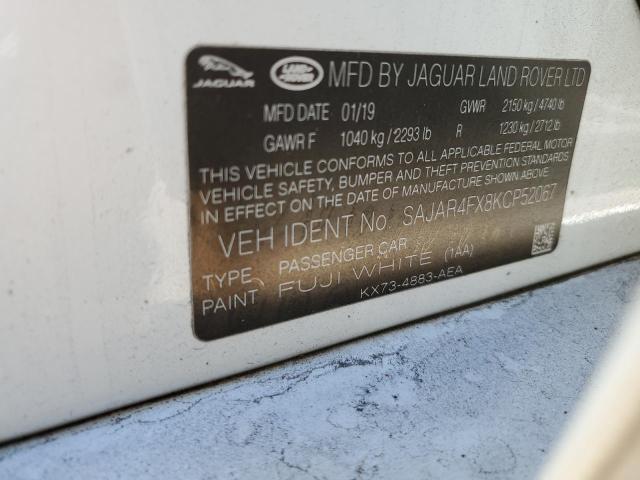 JAGUAR LAND ROVER MFD BY JAGUAR LAND ROVER LTD
MFD DATE 01/19 GVWR 2150 kg / 4740 lb
GAWR F 1040 kg / 2293 lb R 1230 kg / 2712 lb
THIS VEHICLE CONFORMS TO ALL APPLICABLE FEDERAL MOTOR
VEHICLE SAFETY, BUMPER AND THEFT PREVENTION STANDARDS
IN EFFECT ON THE DATE OF MANUFACTURE SHOWN ABOVE
VEH IDENT No SAJAR4FX8KCP52067
TYPE PASSENGER CAR
PAINT FUJI WHITE (1AA)
KX73-4883-AEA